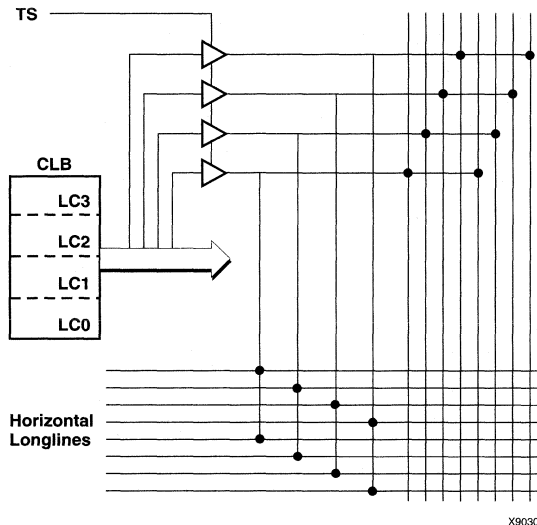 TS
CLB
LC3
LC2
LC1
LC0
Horizontal
Longlines
X9030